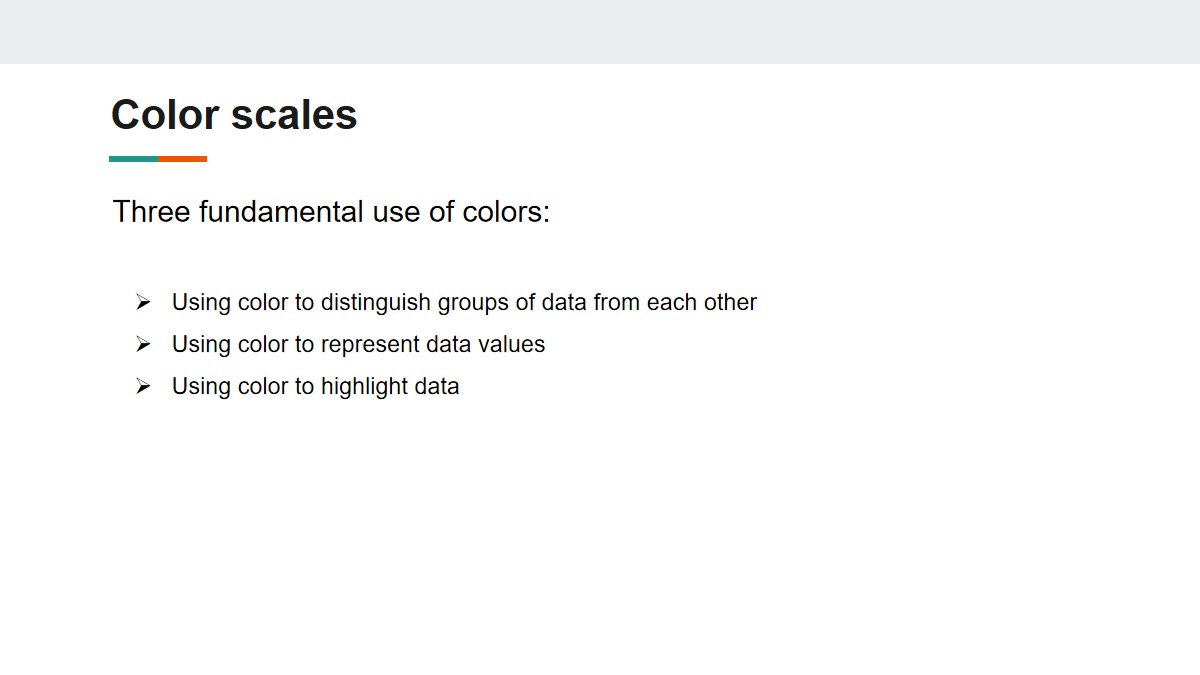 Color scales
Three fundamental use of colors:
➢ Using color to distinguish groups of data from each other
➢ Using color to represent data values
➢ Using color to highlight data